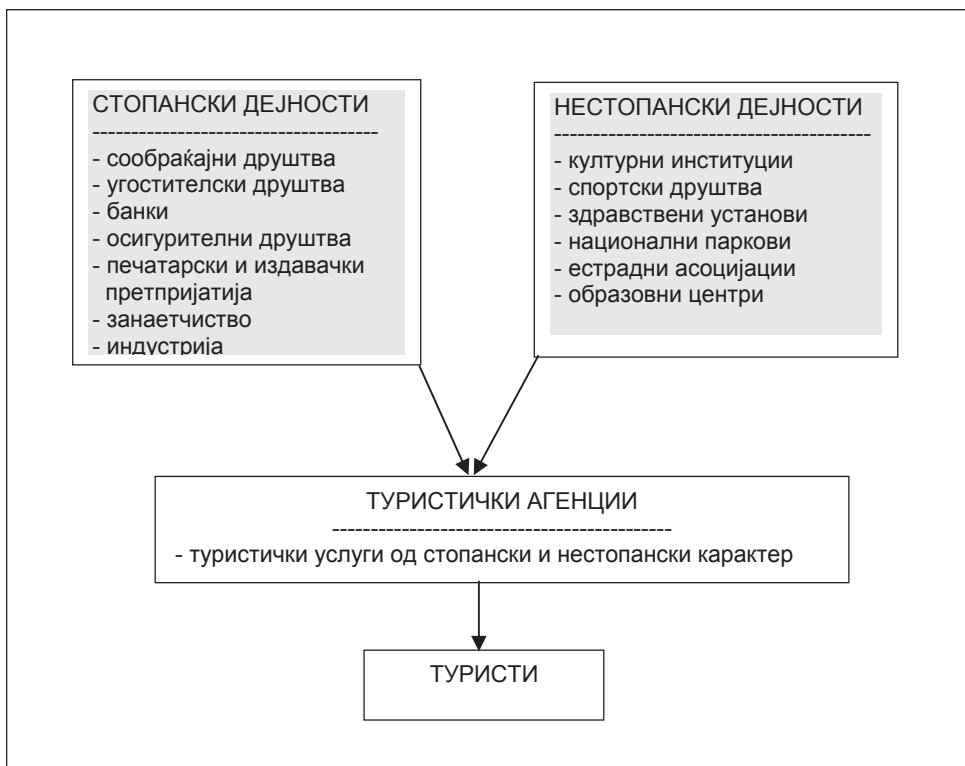 СТОПАНСКИ ДЕЈНОСТИ
-------------------------------------
- сообраќајни друштва
- угостителски друштва
- банки
- осигурителни друштва
- печатарски и издавачки
претпријатија
- занаетчиство
- индустрија
НЕСТОПАНСКИ ДЕЈНОСТИ
-----------------------------------------
- културни институции
- спортски друштва
- здравствени установи
- национални паркови
- естрадни асоцијации
- образовни центри
ТУРИСТИЧКИ АГЕНЦИИ
--------------------------------------------
- туристички услуги од стопански и нестопански карактер
ТУРИСТИ